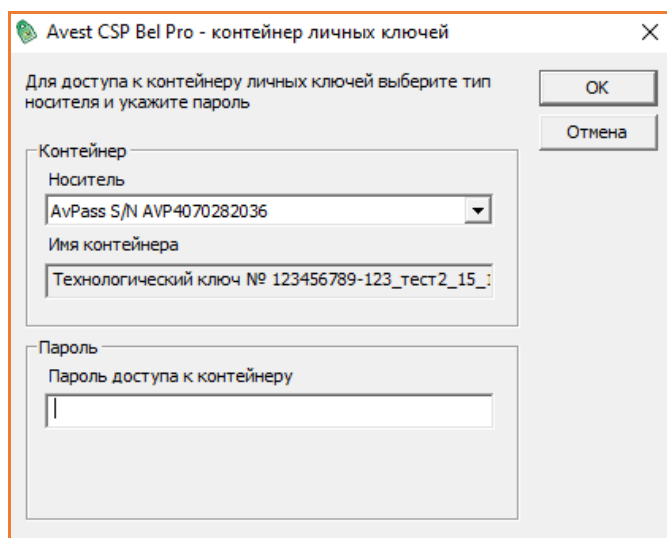 Avest CSP Bel Pro - контейнер личных ключей
Для доступа к контейнеру личных ключей выберите тип
носителя и укажите пароль
OK
Отмена
Контейнер
Носитель
AvPass S/N AVP4070282036
Имя контейнера
Технологический ключ № 123456789-123_тест2_15_1
Пароль
Пароль доступа к контейнеру